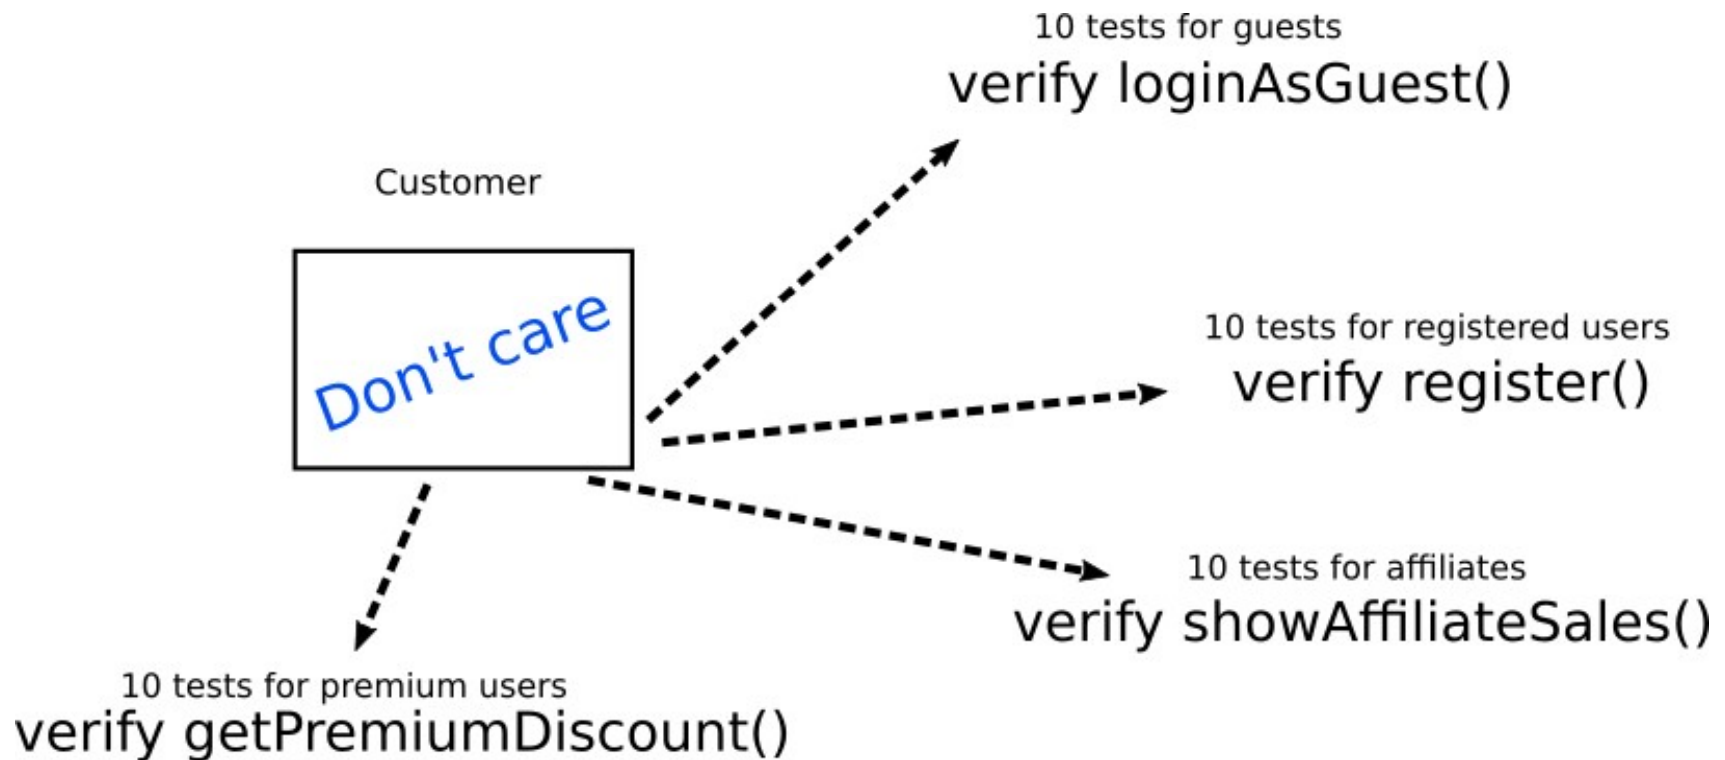 10 tests for guests
verify loginAsGuest()
Customer
Don't care
10 tests for registered users
verify register()
10 tests for affiliates
verify showAffiliateSales()
10 tests for premium users
verify getPremiumDiscount()